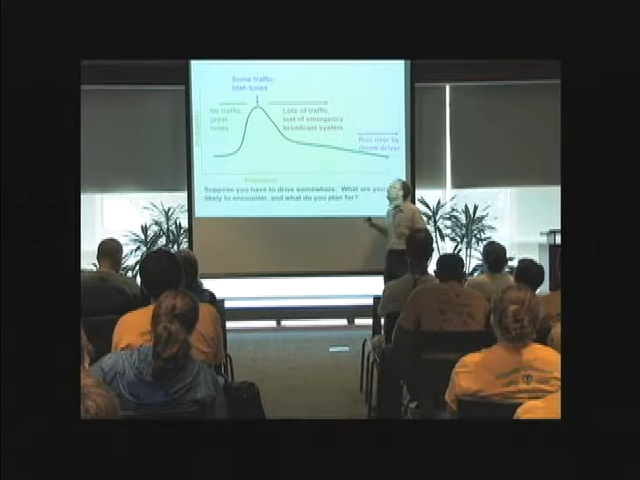 Some traffic,
blah tunes
No traffic, Lots of traffic,
great test of emergency
tunes broadcast system
Run over by
drunk driver
Suppose you have to drive somewhere. What are you
likely to encounter, and what do you plan for?